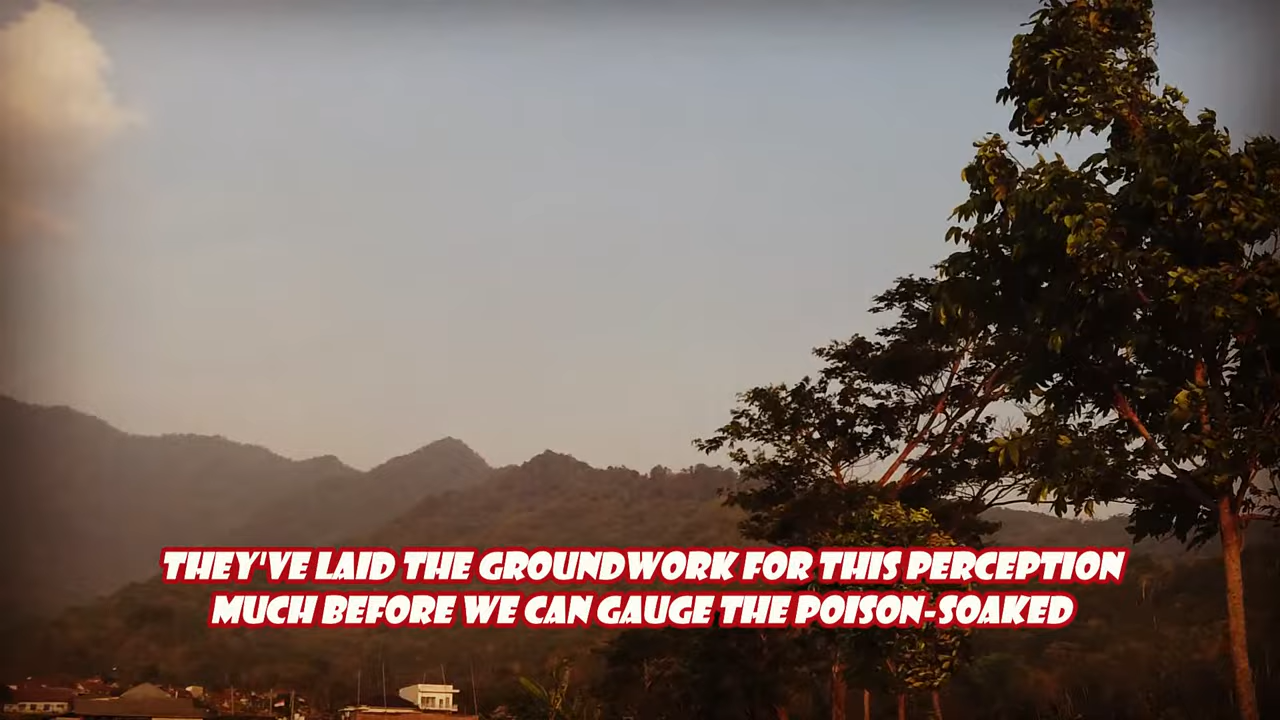 THEY'VE LAID THE GROUNDWORK FOR THIS PERCEPTION
MUCH BEFORE WE CAN GAUGE THE POISON-SOAKED